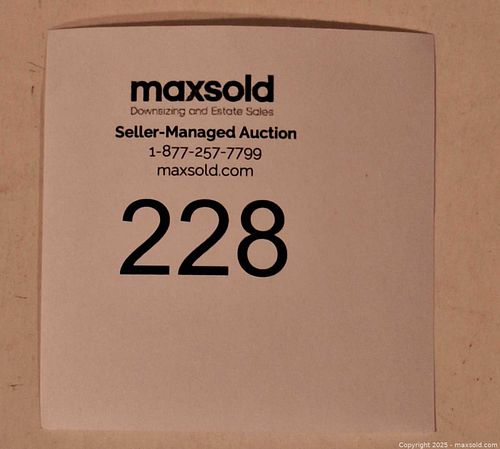 maxsold
Downsizing and Estate Sales
Seller-Managed Auction
1-877-257-7799
maxsold.com
228
Copyright 2025 - maxsold.com